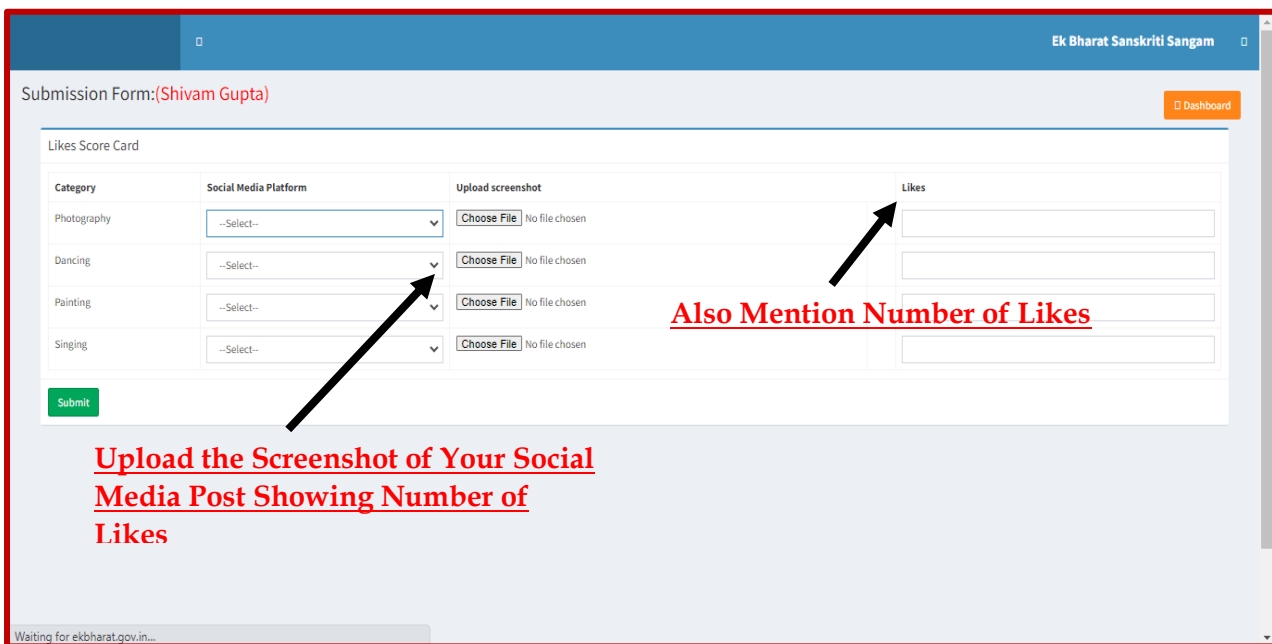 Ek Bharat Sanskriti Sangam
Submission Form:(Shivam Gupta)
Dashboard
Likes Score Card
Category Social Media Platform Upload screenshot Likes
Photography --Select-- Choose File No file chosen
Dancing --Select-- Choose File No file chosen
Painting --Select-- Choose File No file chosen
Also Mention Number of Likes
Singing --Select-- Choose File No file chosen
Submit
Upload the Screenshot of Your Social
Media Post Showing Number of
Likes
Waiting for ekbharat.gov.in...